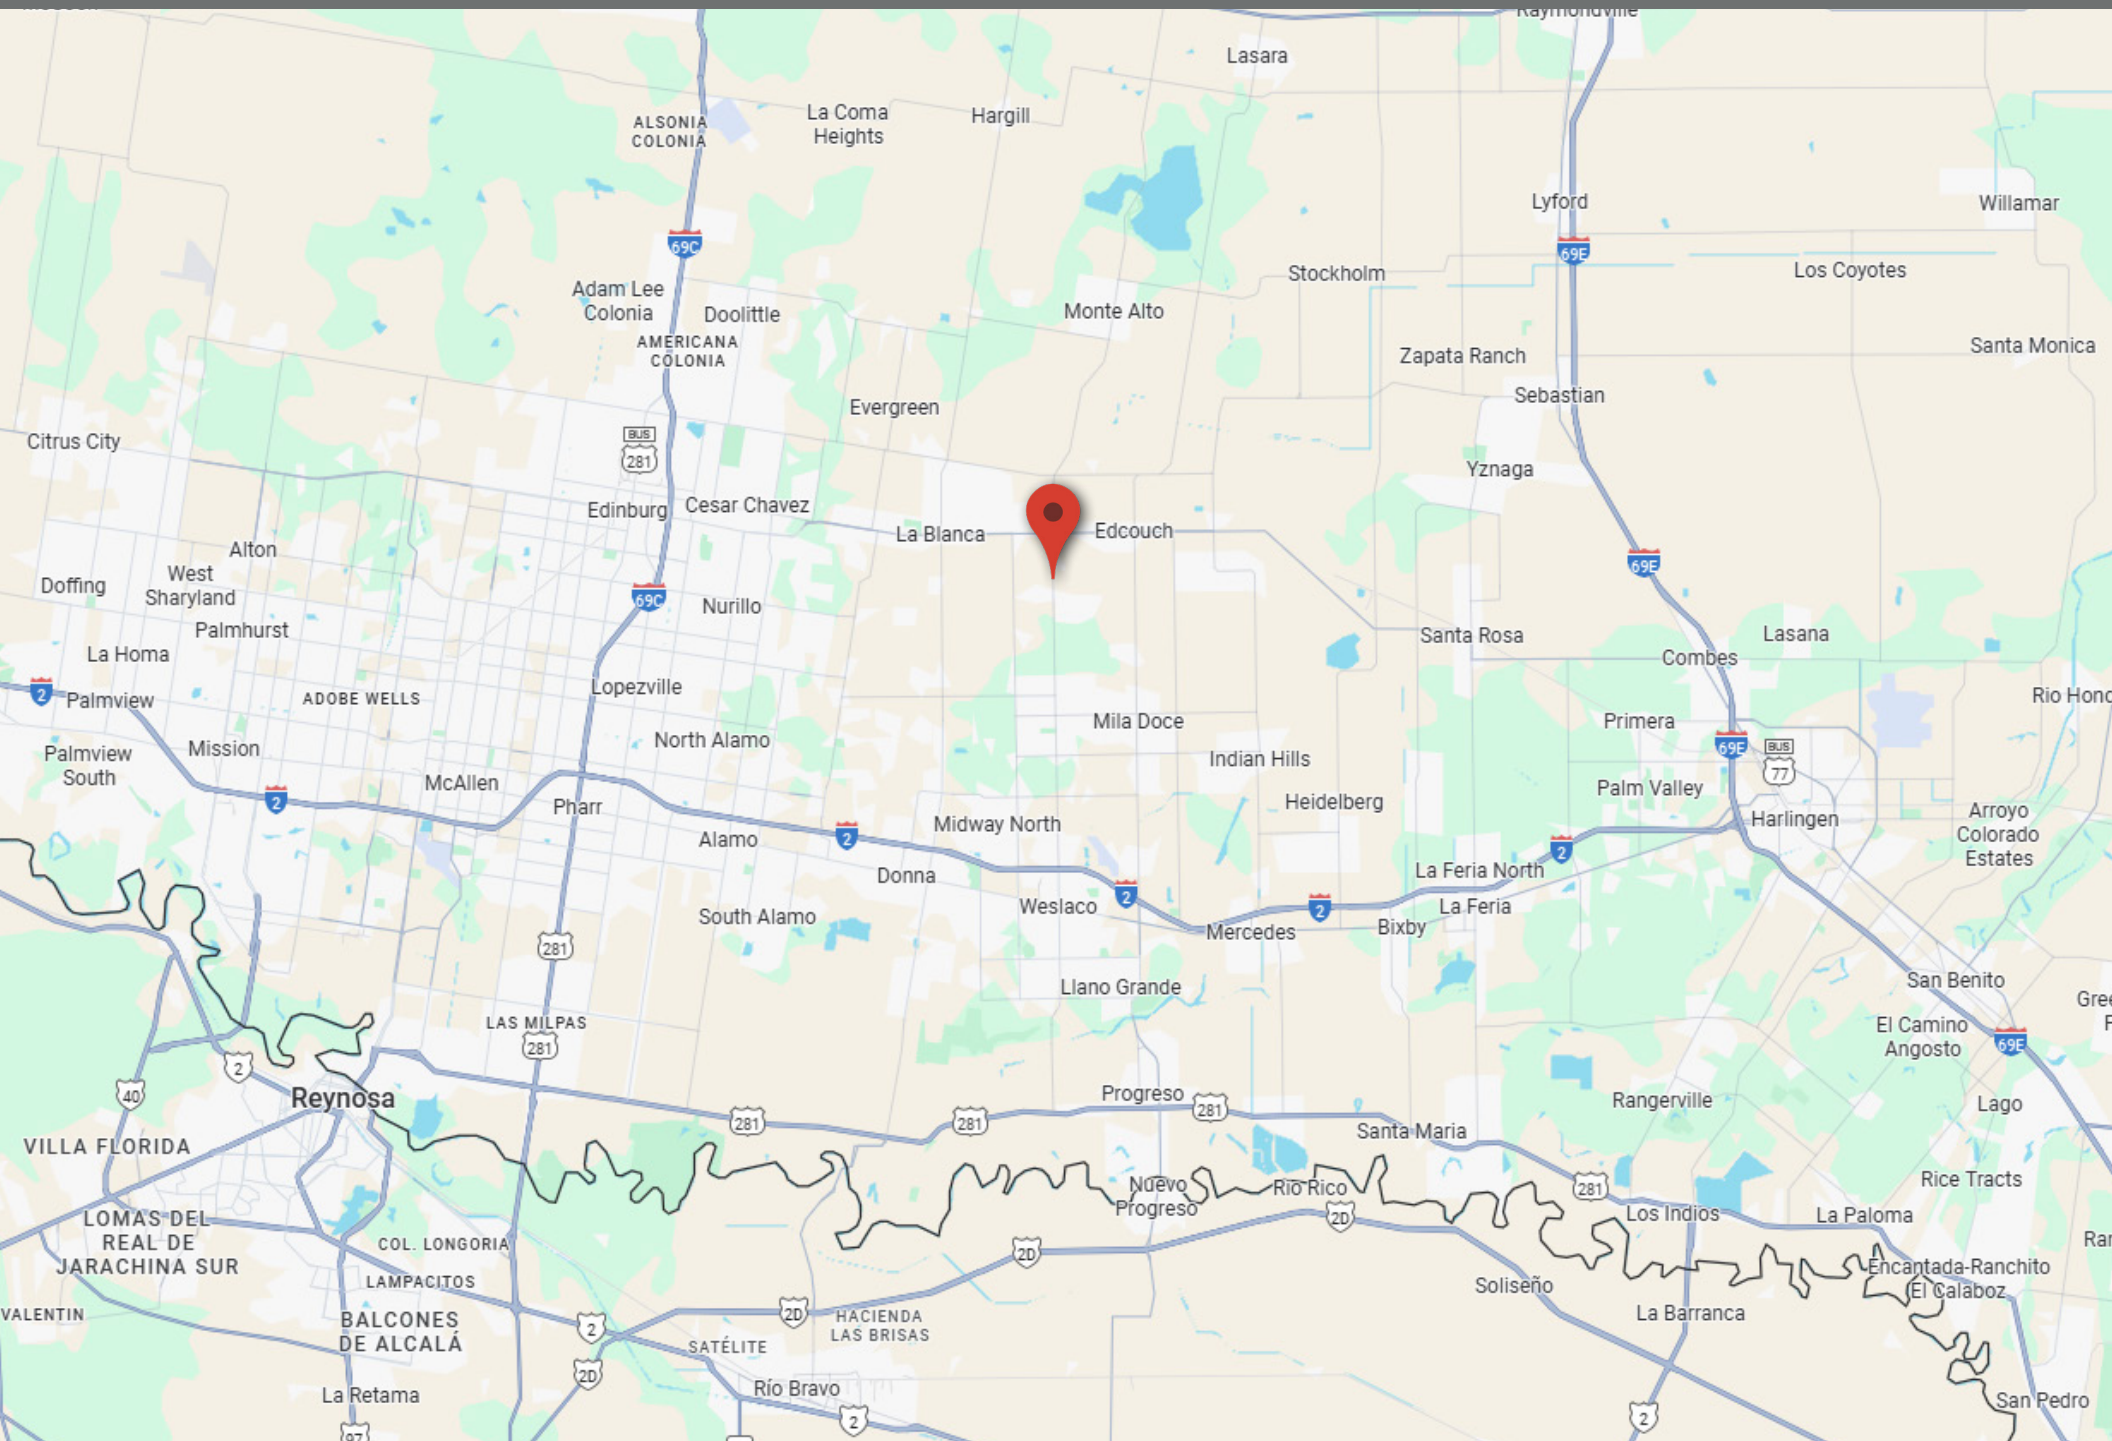 Raymondville
Lasara
La Coma
Heights
Hargill
ALSONIA
COLONIA
Lyford
Willamar
69C
69E
Stockholm
Los Coyotes
Adam Lee
Colonia
Doolittle
Monte Alto
AMERICANA
COLONIA
Zapata Ranch
Santa Monica
Sebastian
Evergreen
Citrus City
BUS
281
Yznaga
Edinburg
Cesar Chavez
La Blanca
Edcouch
Alton
69E
Doffing
West
Sharyland
69C
Nurillo
Palmhurst
Santa Rosa
Lasana
La Homa
Combes
2
Palmview
ADOBE WELLS
Lopezville
Rio Hond
Mila Doce
Primera
Mission
North Alamo
69E
BUS
77
Palmview
South
Indian Hills
McAllen
Palm Valley
2
Pharr
Heidelberg
Harlingen
Arroyo
Colorado
Estates
Alamo
2
Midway North
2
Donna
La Feria North
2
Weslaco
2
La Feria
South Alamo
Mercedes
Bixby
281
Llano Grande
San Benito
Gree
F
LAS MILPAS
281
El Camino
Angosto
69E
2
40
Reynosa
Progreso
281
281
281
Rangerville
Lago
VILLA FLORIDA
Santa Maria
Nuevo
Progreso
Rio Rico
281
Rice Tracts
LOMAS DEL
REAL DE
JARACHINA SUR
2D
Los Indios
La Paloma
COL. LONGORIA
2D
Ran
LAMPACITOS
Encantada-Ranchito
El Calaboz
Soliseño
VALENTIN
BALCONES
DE ALCALÁ
2
2D
HACIENDA
LAS BRISAS
La Barranca
SATÉLITE
2D
La Retama
Río Bravo
2
2
San Pedro
97